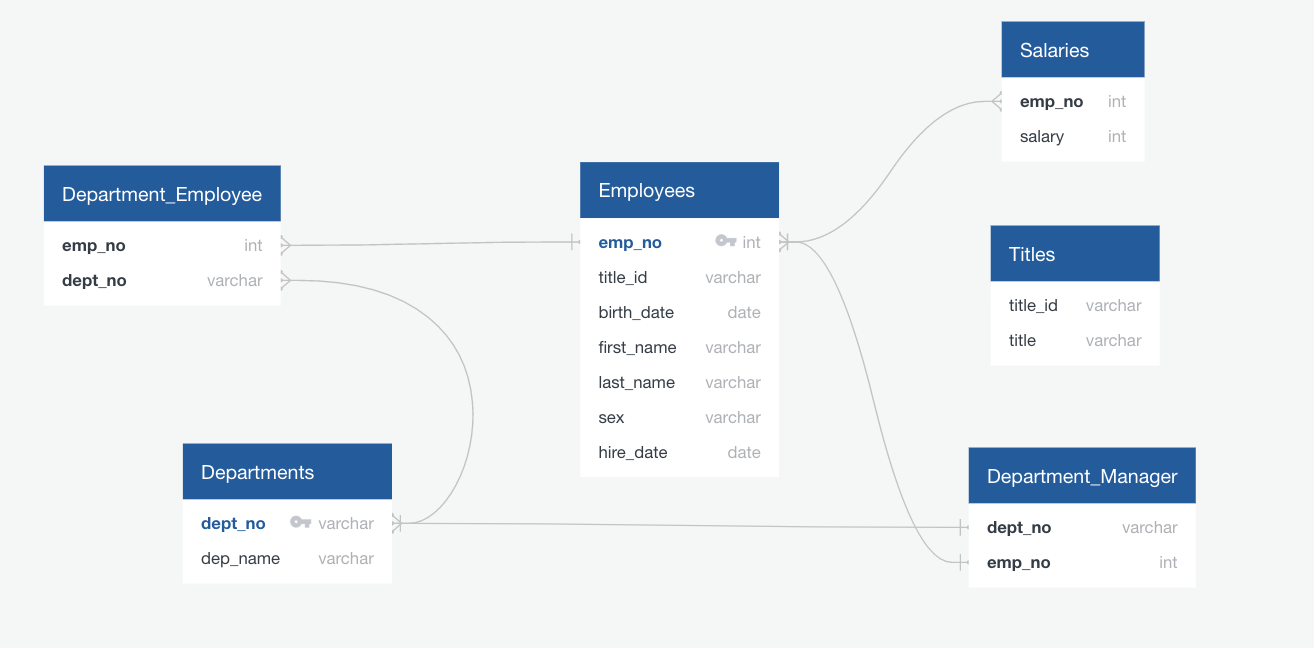 Salaries
emp_no int
salary int
Department_Employee
emp_no int
dept_no varchar
Employees
emp_no int
title_id varchar
birth_date date
first_name varchar
last_name varchar
sex varchar
hire_date date
Titles
title_id varchar
title varchar
Departments
dept_no varchar
dep_name varchar
Department_Manager
dept_no varchar
emp_no int